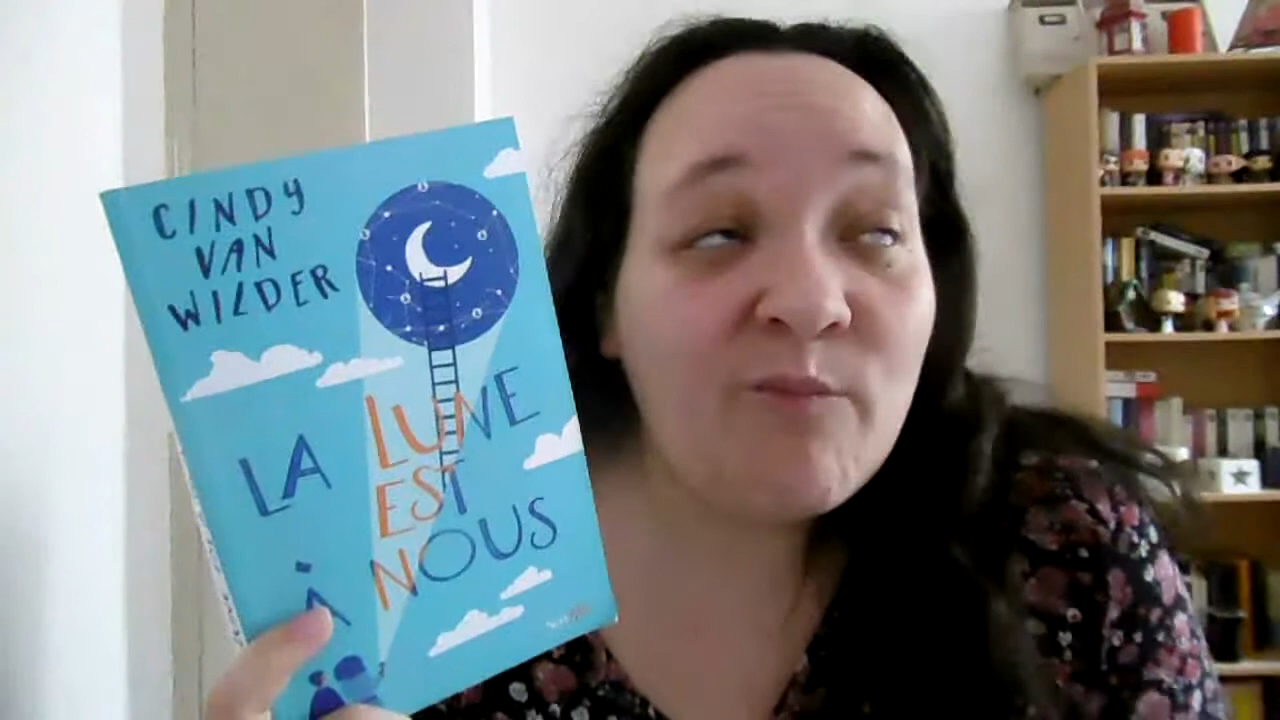 CINDY
VAN
WILDER
LA LUNE
EST
À NOUS